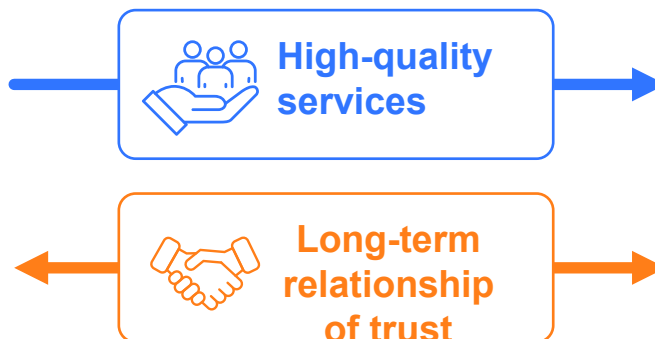 High-quality
services
Long-term
relationship
of trust